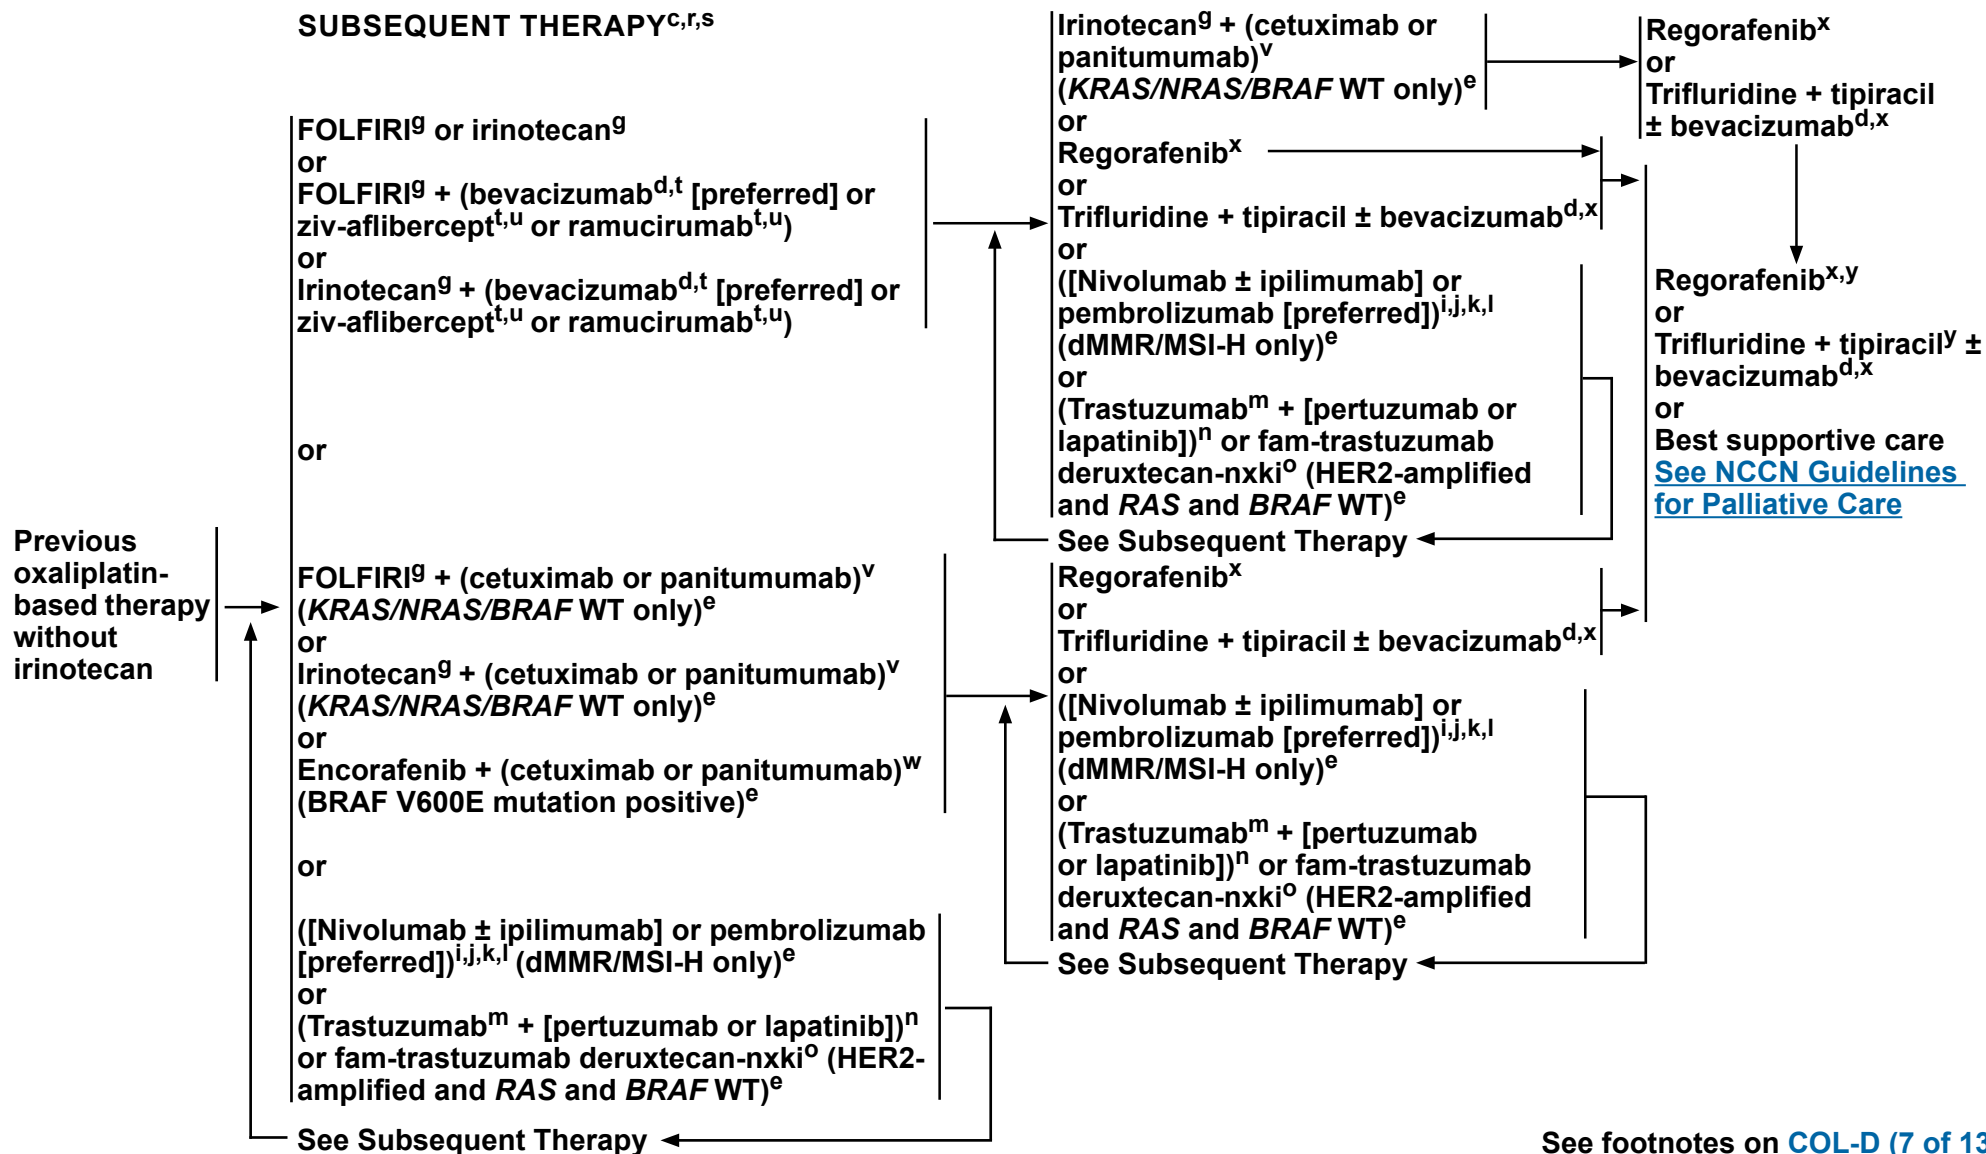 SUBSEQUENT THERAPYc,r,s
Previous
oxaliplatin-
based therapy
without
irinotecan
FOLFIRIg or irinotecang
or
FOLFIRIg + (bevacizumabd,t [preferred] or
ziv-aflibercептt,u or ramucirumabt,u)
or
Irinotecang + (bevacizumabd,t [preferred] or
ziv-afliberceptt,u or ramucirumabt,u)
or
FOLFIRIg + (cetuximab or panitumumab)v
(KRAS/NRAS/BRAF WT only)e
or
Irinotecang + (cetuximab or panitumumab)v
(KRAS/NRAS/BRAF WT only)e
or
Encorafenib + (cetuximab or panitumumab)w
(BRAF V600E mutation positive)e
or
([Nivolumab ± ipilimumab] or pembrolizumab
[preferred])i,j,k,l (dMMR/MSI-H only)e
or
(Trastuzumabm + [pertuzumab or lapatinib])n
or fam-trastuzumab deruxtecan-nxkio (HER2-
amplified and RAS and BRAF WT)e
See Subsequent Therapy
Irinotecang + (cetuximab or
panitumumab)v
(KRAS/NRAS/BRAF WT only)e
or
Regorafenibx
or
Trifluridine + tipiracil ± bevacizumabd,x
or
([Nivolumab ± ipilimumab] or
pembrolizumab [preferred])i,j,k,l
(dMMR/MSI-H only)e
or
(Trastuzumabm + [pertuzumab or
lapatinib])n or fam-trastuzumab
deruxtecan-nxkio (HER2-amplified
and RAS and BRAF WT)e
See Subsequent Therapy
Regorafenibx
or
Trifluridine + tipiracil ± bevacizumabd,x
or
([Nivolumab ± ipilimumab] or
pembrolizumab [preferred])i,j,k,l
(dMMR/MSI-H only)e
or
(Trastuzumabm + [pertuzumab
or lapatinib])n or fam-trastuzumab
deruxtecan-nxkio (HER2-amplified
and RAS and BRAF WT)e
See Subsequent Therapy
Regorafenibx
or
Trifluridine + tipiracil
± bevacizumabd,x
Regorafenibx,y
or
Trifluridine + tipiracily ±
bevacizumabd,x
or
Best supportive care
See NCCN Guidelines
for Palliative Care
See footnotes on COL-D (7 of 13